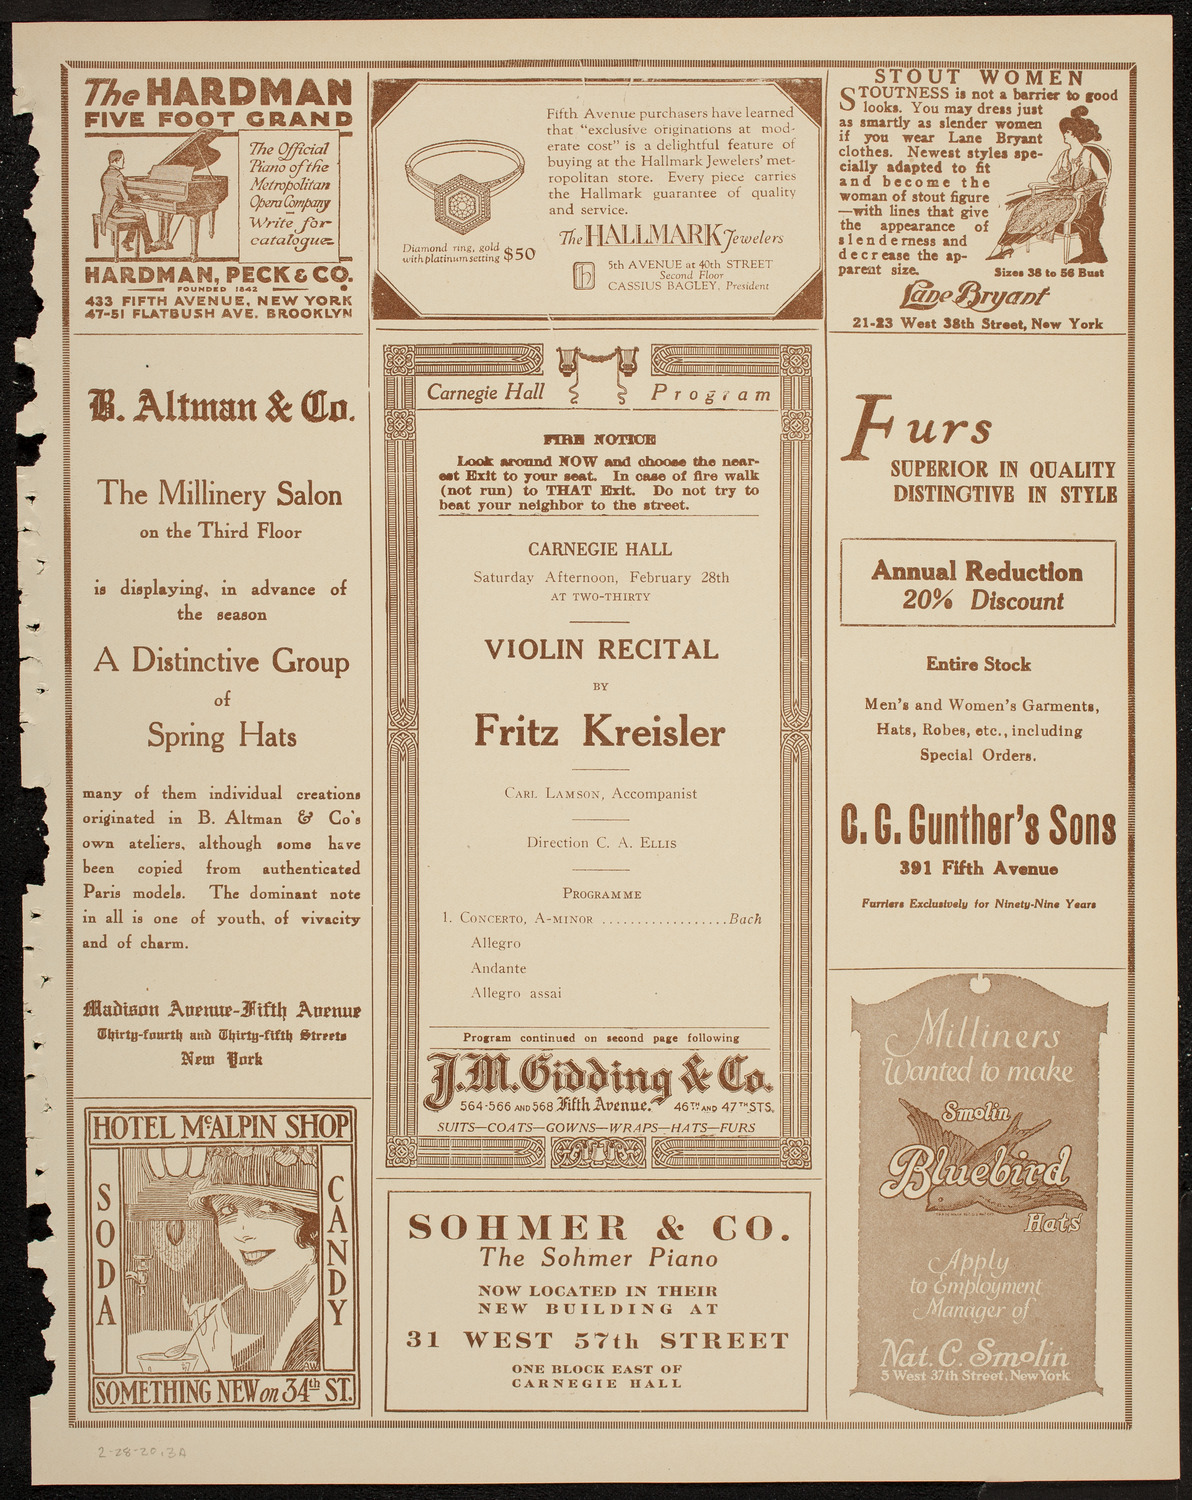 The HARDMAN
FIVE FOOT GRAND
The Official
Piano of the
Metropolitan
Opera Company
Write for
catalogue
HARDMAN, PECK & CO.
FOUNDED 1842
433 FIFTH AVENUE, NEW YORK
47-51 FLATBUSH AVE. BROOKLYN
Fifth Avenue purchasers have learned
that "exclusive originations at mod-
erate cost" is a delightful feature of
buying at the Hallmark Jewelers' met-
ropolitan store. Every piece carries
the Hallmark guarantee of quality
and service.
Diamond ring, gold
with platinum setting $50
The HALLMARK Jewelers
h
5th AVENUE at 40th STREET
Second Floor
CASSIUS BAGLEY, President
STOUT WOMEN
STOUTNESS is not a barrier to good
looks. You may dress just
as smartly as slender women
if you wear Lane Bryant
clothes. Newest styles spe-
cially adapted to fit
and become the
woman of stout figure
—with lines that give
the appearance of
slenderness and
decrease the ap-
parent size.
Sizes 38 to 56 Bust
Lane Bryant
21-23 West 38th Street, New York
B. Altman & Co.
The Millinery Salon
on the Third Floor
is displaying, in advance of
the season
A Distinctive Group
of
Spring Hats
many of them individual creations
originated in B. Altman & Co's
own ateliers, although some have
been copied from authenticated
Paris models. The dominant note
in all is one of youth, of vivacity
and of charm.
Madison Avenue-Fifth Avenue
Thirty-fourth and Thirty-fifth Streets
New York
HOTEL McALPIN SHOP
SODA
CANDY
SOMETHING NEW on 34th ST.
Carnegie Hall Program
FIRE NOTICE
Look around NOW and choose the near-
est Exit to your seat. In case of fire walk
(not run) to THAT Exit. Do not try to
beat your neighbor to the street.
CARNEGIE HALL
Saturday Afternoon, February 28th
AT TWO-THIRTY
VIOLIN RECITAL
BY
Fritz Kreisler
CARL LAMSON, Accompanist
Direction C. A. ELLIS
PROGRAMME
1. CONCERTO, A-MINOR ..................Bach
Allegro
Andante
Allegro assai
Program continued on second page following
J.M. Gidding & Co.
564-566 AND 568 Fifth Avenue. 46TH AND 47TH STS.
SUITS—COATS—GOWNS—WRAPS—HATS—FURS
SOHMER & CO.
The Sohmer Piano
NOW LOCATED IN THEIR
NEW BUILDING AT
31 WEST 57th STREET
ONE BLOCK EAST OF
CARNEGIE HALL
Furs
SUPERIOR IN QUALITY
DISTINCTIVE IN STYLE
Annual Reduction
20% Discount
Entire Stock
Men's and Women's Garments,
Hats, Robes, etc., including
Special Orders.
C. G. Gunther's Sons
391 Fifth Avenue
Furriers Exclusively for Ninety-Nine Years
Milliners
Wanted to make
Smolin
Bluebird
Hats
Apply
to Employment
Manager of
Nat. C. Smolin
5 West 37th Street, New York
2-28-20.3A